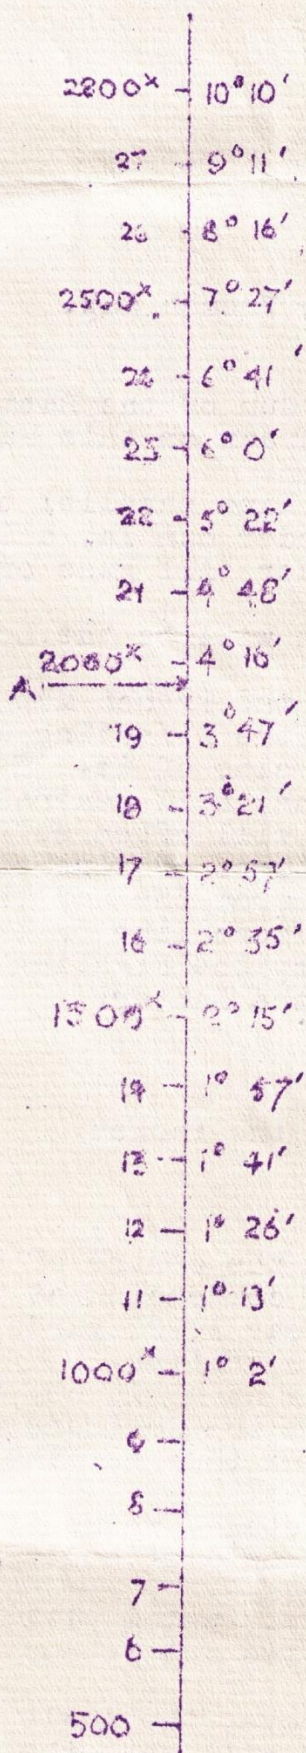 2800ˣ 10° 10'
27 9° 11'
26 8° 16'
2500ˣ 7° 27'
24 6° 41'
23 6° 0'
22 5° 22'
21 4° 48'
2000ˣ 4° 16'
A
19 3° 47'
18 3° 21'
17 2° 57'
16 2° 35'
1500ˣ 2° 15'
14 1° 57'
13 1° 41'
12 1° 26'
11 1° 13'
1000ˣ 1° 2'
9
8
7
6
500